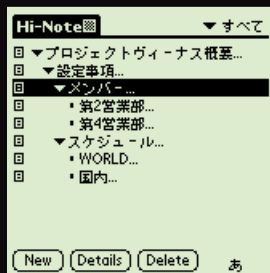 Hi-Note ▼すべて
▼プロジェクトヴィーナス概要...
▼設定事項...
▼メンバー...
・第2営業部...
・第4営業部...
▼スケジュール...
・WORLD...
・国内...
New Details Delete あ